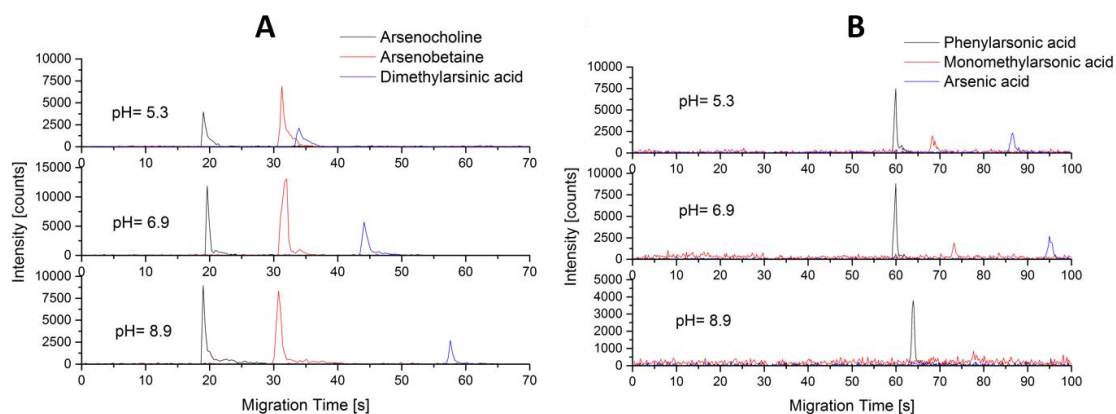 A
Arsenocholine
Arsenobetaine
Dimethylarsinic acid
10000
7500
5000
2500
0
pH= 5.3
0 10 20 30 40 50 60 70
15000
10000
5000
0
pH= 6.9
0 10 20 30 40 50 60 70
10000
7500
5000
2500
0
pH= 8.9
0 10 20 30 40 50 60 70
Intensity [counts]
Migration Time [s]
B
Phenylarsonic acid
Monomethylarsonic acid
Arsenic acid
10000
7500
5000
2500
0
pH= 5.3
0 10 20 30 40 50 60 70 80 90 100
10000
7500
5000
2500
0
pH= 6.9
0 10 20 30 40 50 60 70 80 90 100
5000
4000
3000
2000
1000
0
pH= 8.9
0 10 20 30 40 50 60 70 80 90 100
Intensity [counts]
Migration Time [s]